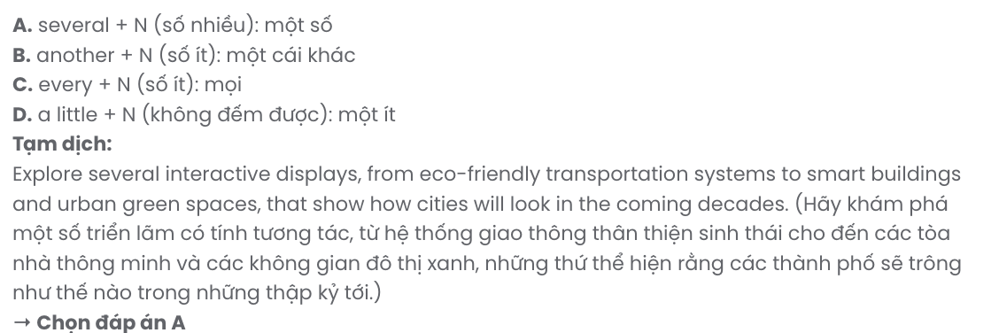 A. several + N (số nhiều): một số
B. another + N (số ít): một cái khác
C. every + N (số ít): mọi
D. a little + N (không đếm được): một ít
Tạm dịch:
Explore several interactive displays, from eco-friendly transportation systems to smart buildings
and urban green spaces, that show how cities will look in the coming decades. (Hãy khám phá
một số triển lãm có tính tương tác, từ hệ thống giao thông thân thiện sinh thái cho đến các tòa
nhà thông minh và các không gian đô thị xanh, những thứ thể hiện rằng các thành phố sẽ trông
như thế nào trong những thập kỷ tới.)
→ Chọn đáp án A